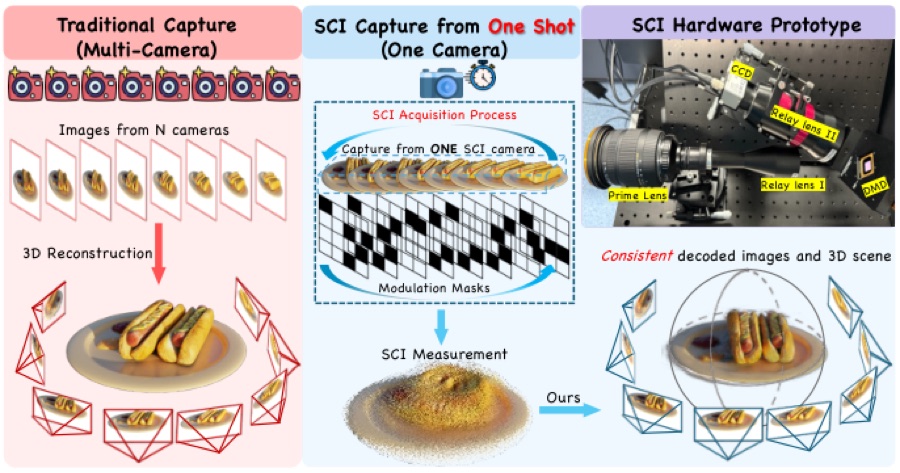 Traditional Capture
(Multi-Camera)
Images from N cameras
3D Reconstruction
SCI Capture from One Shot
(One Camera)
SCI Acquisition Process
Capture from ONE SCI camera
Modulation Masks
SCI Measurement
Ours
SCI Hardware Prototype
CCD
Relay lens II
Relay lens I
DMD
Prime Lens
Consistent decoded images and 3D scene